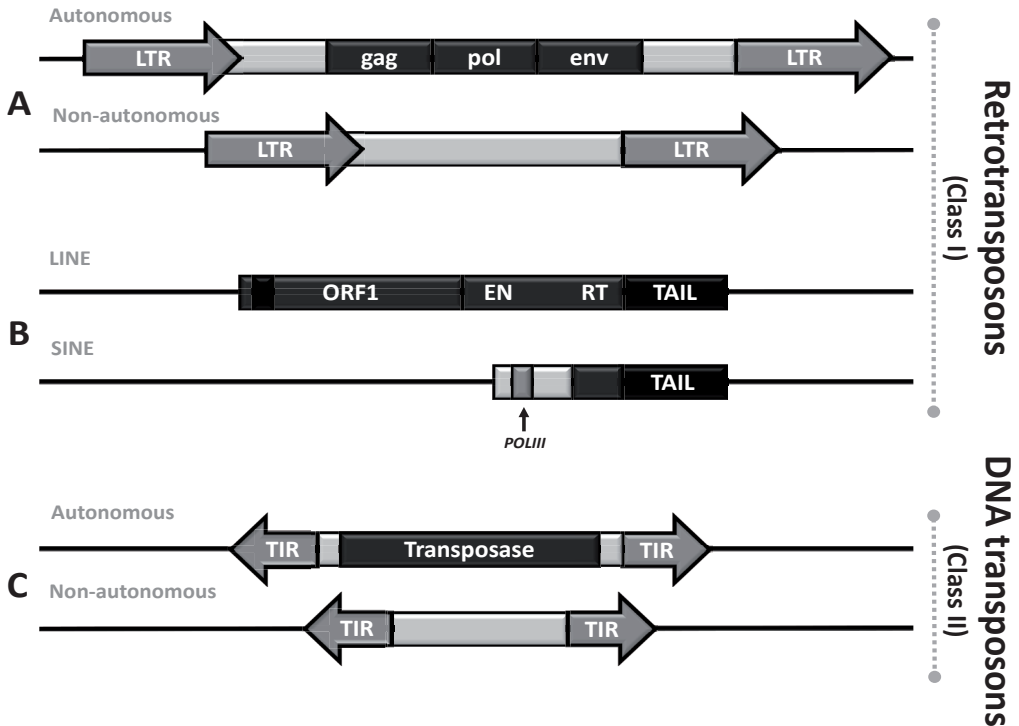 Autonomous
LTR gag pol env LTR
A
Non-autonomous
LTR LTR
LINE
ORF1 EN RT TAIL
B
SINE
TAIL
POLIII
Retrotransposons
(Class I)
Autonomous
TIR Transposase TIR
C
Non-autonomous
TIR TIR
DNA transposons
(Class II)